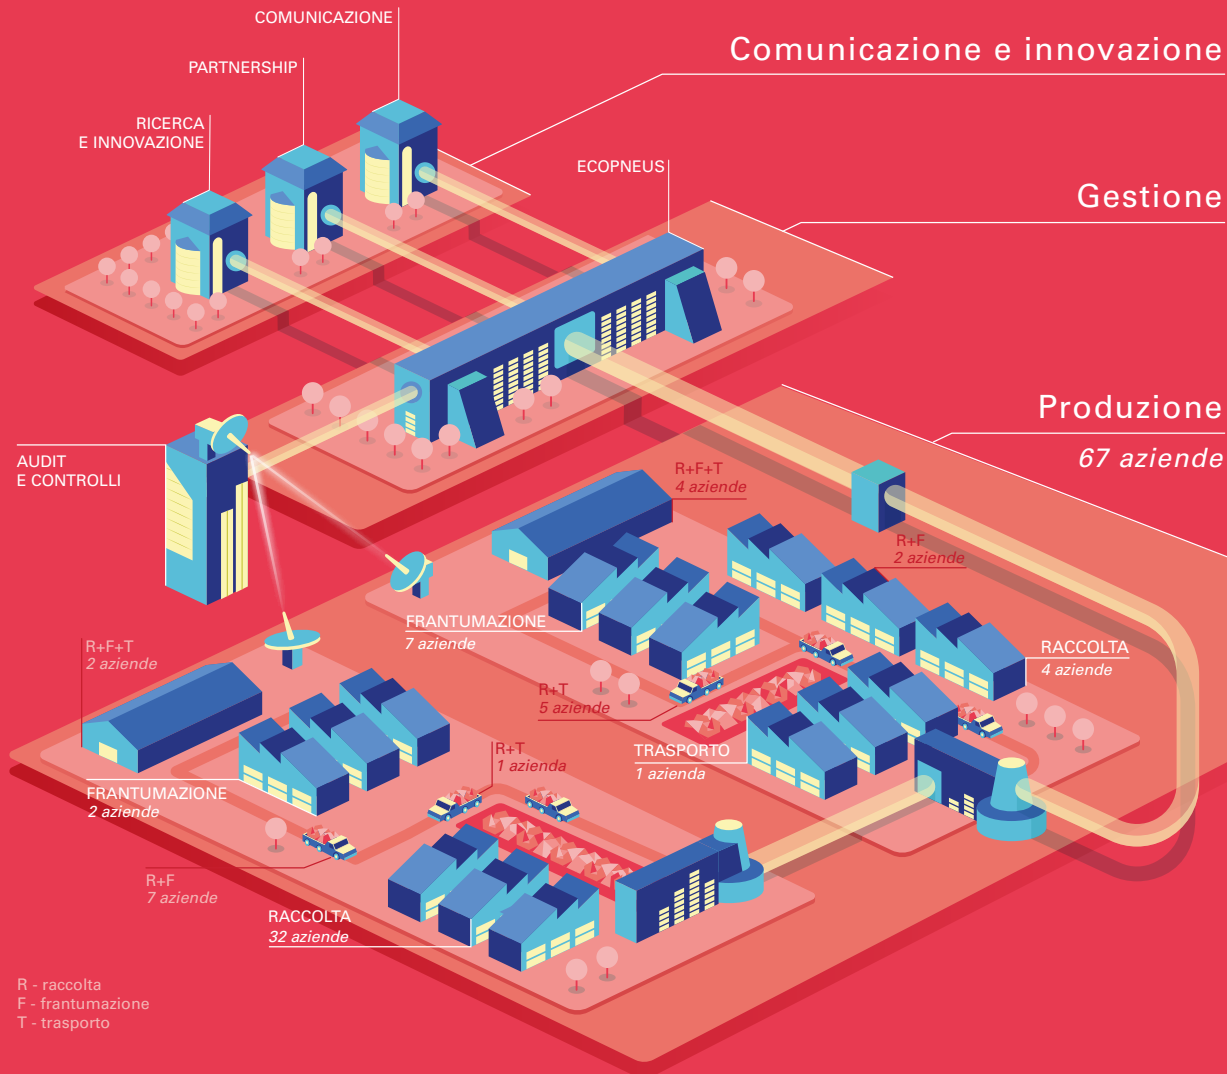 COMUNICAZIONE
Comunicazione e innovazione
PARTNERSHIP
RICERCA
E INNOVAZIONE
ECOPNEUS
Gestione
Produzione
67 aziende
AUDIT
E CONTROLLI
R+F+T
4 aziende
R+F
2 aziende
FRANTUMAZIONE
7 aziende
RACCOLTA
4 aziende
R+F+T
2 aziende
R+T
5 aziende
TRASPORTO
1 azienda
R+T
1 azienda
FRANTUMAZIONE
2 aziende
R+F
7 aziende
RACCOLTA
32 aziende
R - raccolta
F - frantumazione
T - trasporto